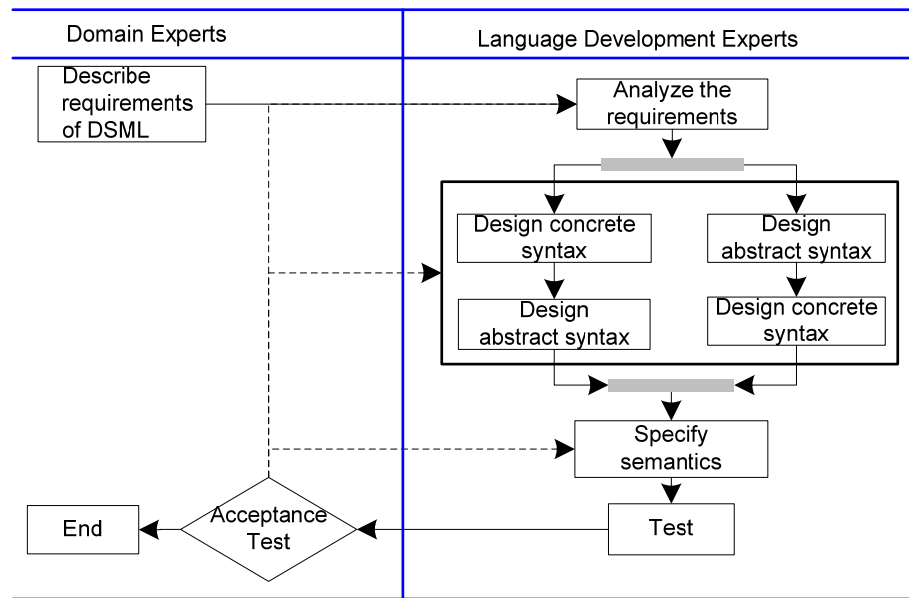 Domain Experts
Language Development Experts
Describe
requirements
of DSML
Analyze the
requirements
Design concrete
syntax
Design
abstract syntax
Design
abstract syntax
Design concrete
syntax
Specify
semantics
End
Acceptance
Test
Test